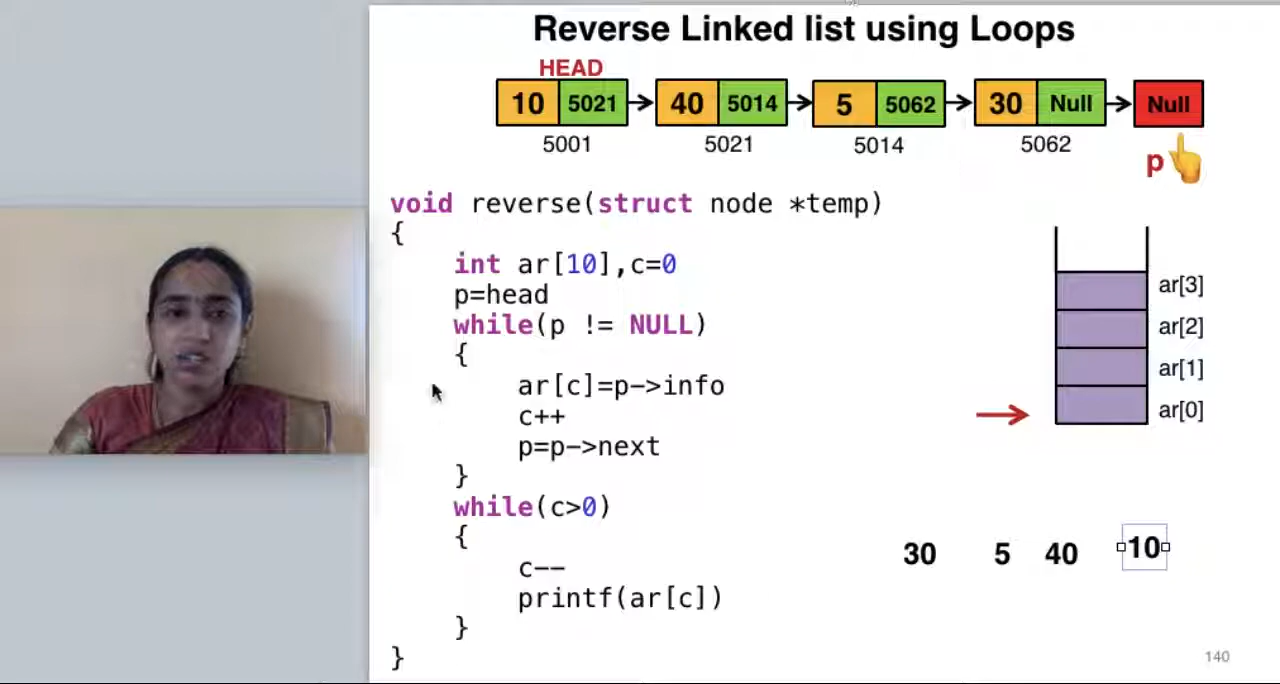 Reverse Linked list using Loops
HEAD
10 5021 40 5014 5 5062 30 Null Null
5001 5021 5014 5062
p
void reverse(struct node *temp)
{
int ar[10],c=0
p=head
while(p != NULL)
{
ar[c]=p->info
c++
p=p->next
}
while(c>0)
{
c--
printf(ar[c])
}
}
ar[3]
ar[2]
ar[1]
ar[0]
30 5 40 10
140